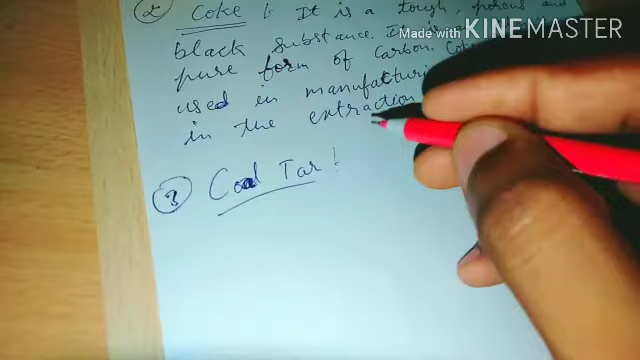 ② Coke : It is a tough, porous and
black substance. It is
pure form of Carbon. Coke
used in manufacturi
in the extraction
③ Coal Tar :
Made with KINEMASTER